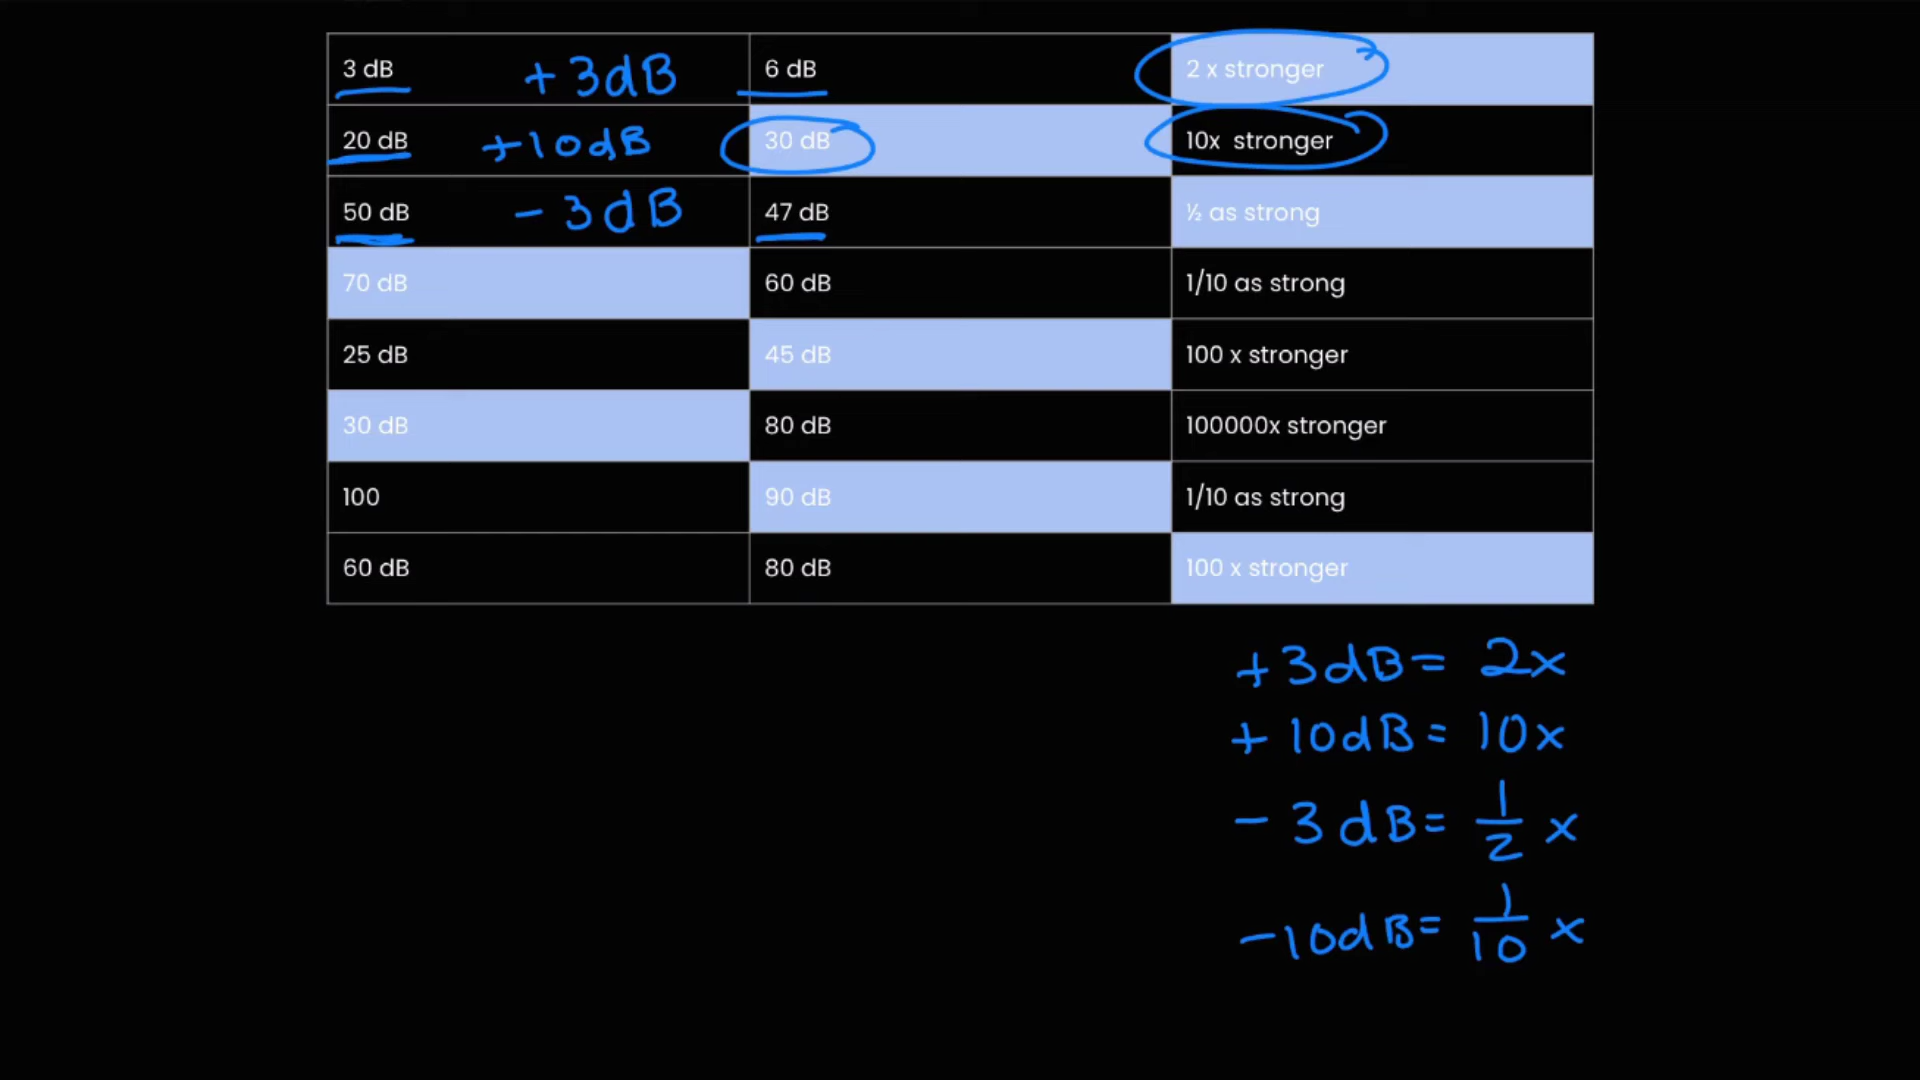 3 dB +3dB 6 dB 2 x stronger
20 dB +10dB 30 dB 10x stronger
50 dB -3dB 47 dB ½ as strong
70 dB 60 dB 1/10 as strong
25 dB 45 dB 100 x stronger
30 dB 80 dB 100000x stronger
100 90 dB 1/10 as strong
60 dB 80 dB 100 x stronger
+3dB= 2x
+10dB= 10x
-3dB= 1/2 x
-10dB= 1/10 x